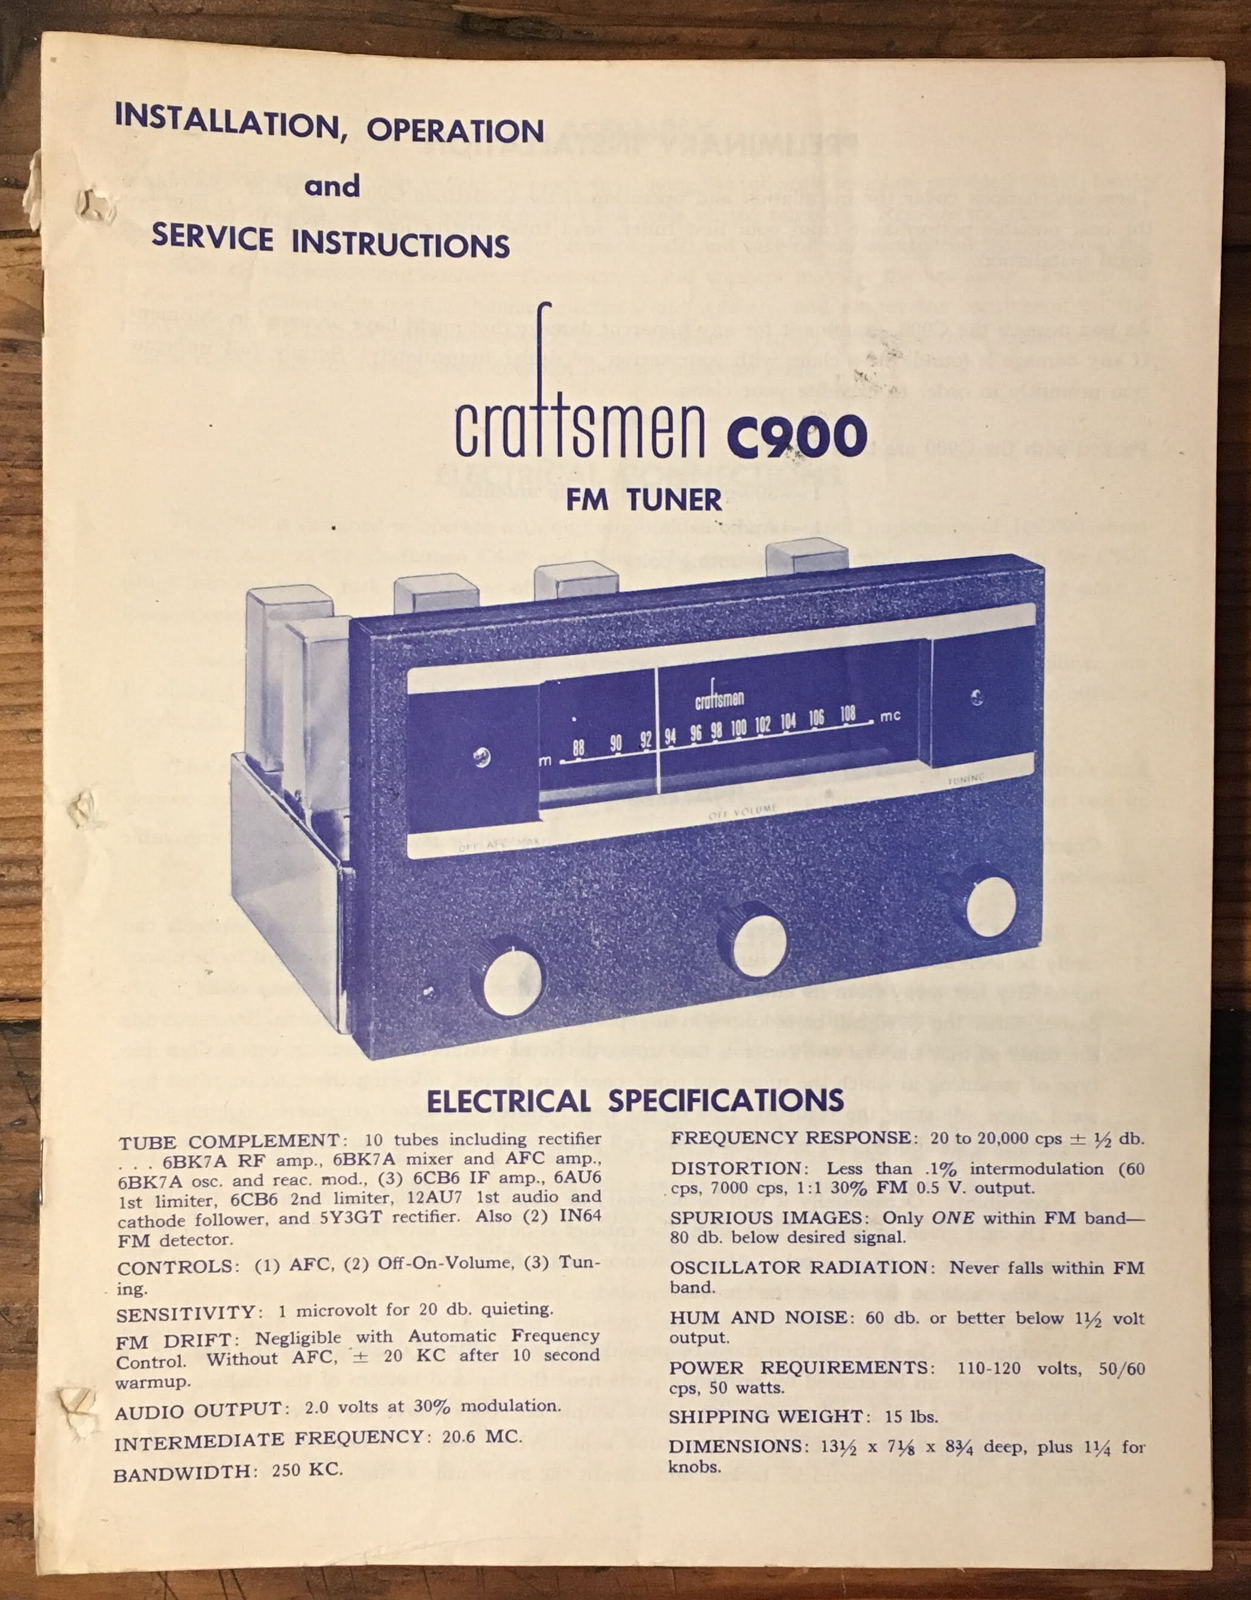 INSTALLATION, OPERATION
and
SERVICE INSTRUCTIONS
craftsmen C900
FM TUNER
craftsmen
88 90 92 94 96 98 100 102 104 106 108 mc
m
TUNING
OFF VOLUME
OFF AFC MAX
ELECTRICAL SPECIFICATIONS
TUBE COMPLEMENT: 10 tubes including rectifier
. . . 6BK7A RF amp., 6BK7A mixer and AFC amp.,
6BK7A osc. and reac. mod., (3) 6CB6 IF amp., 6AU6
1st limiter, 6CB6 2nd limiter, 12AU7 1st audio and
cathode follower, and 5Y3GT rectifier. Also (2) IN64
FM detector.
CONTROLS: (1) AFC, (2) Off-On-Volume, (3) Tun-
ing.
SENSITIVITY: 1 microvolt for 20 db. quieting.
FM DRIFT: Negligible with Automatic Frequency
Control. Without AFC, ± 20 KC after 10 second
warmup.
AUDIO OUTPUT: 2.0 volts at 30% modulation.
INTERMEDIATE FREQUENCY: 20.6 MC.
BANDWIDTH: 250 KC.
FREQUENCY RESPONSE: 20 to 20,000 cps ± ½ db.
DISTORTION: Less than .1% intermodulation (60
cps, 7000 cps, 1:1 30% FM 0.5 V. output.
SPURIOUS IMAGES: Only ONE within FM band—
80 db. below desired signal.
OSCILLATOR RADIATION: Never falls within FM
band.
HUM AND NOISE: 60 db. or better below 1½ volt
output.
POWER REQUIREMENTS: 110-120 volts, 50/60
cps, 50 watts.
SHIPPING WEIGHT: 15 lbs.
DIMENSIONS: 13½ x 7⅛ x 8¾ deep, plus 1¼ for
knobs.